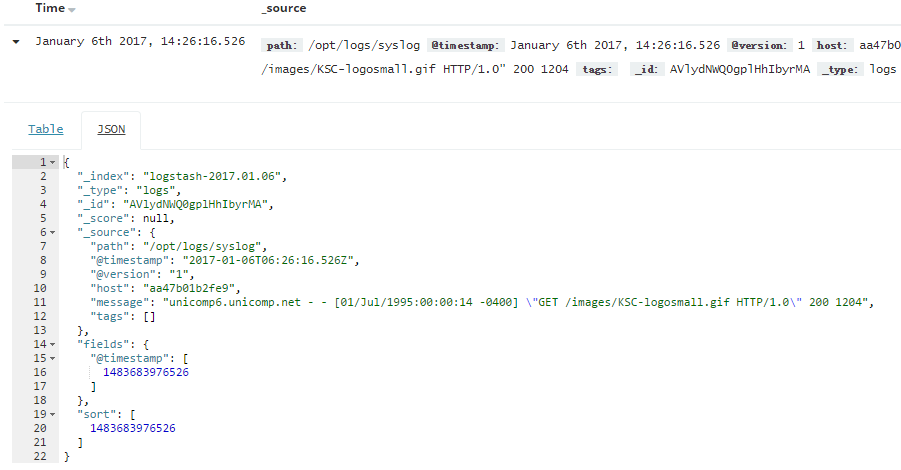 Time _source
January 6th 2017, 14:26:16.526 path: /opt/logs/syslog @timestamp: January 6th 2017, 14:26:16.526 @version: 1 host: aa47b0
/images/KSC-logosmall.gif HTTP/1.0" 200 1204 tags: _id: AVlydNWQ0gplHhIbyrMA _type: logs
Table JSON
1 {
2 "_index": "logstash-2017.01.06",
3 "_type": "logs",
4 "_id": "AVlydNWQ0gplHhIbyrMA",
5 "_score": null,
6 "_source": {
7 "path": "/opt/logs/syslog",
8 "@timestamp": "2017-01-06T06:26:16.526Z",
9 "@version": "1",
10 "host": "aa47b01b2fe9",
11 "message": "unicomp6.unicomp.net - - [01/Jul/1995:00:00:14 -0400] \"GET /images/KSC-logosmall.gif HTTP/1.0\" 200 1204",
12 "tags": []
13 },
14 "fields": {
15 "@timestamp": [
16 1483683976526
17 ]
18 },
19 "sort": [
20 1483683976526
21 ]
22 }